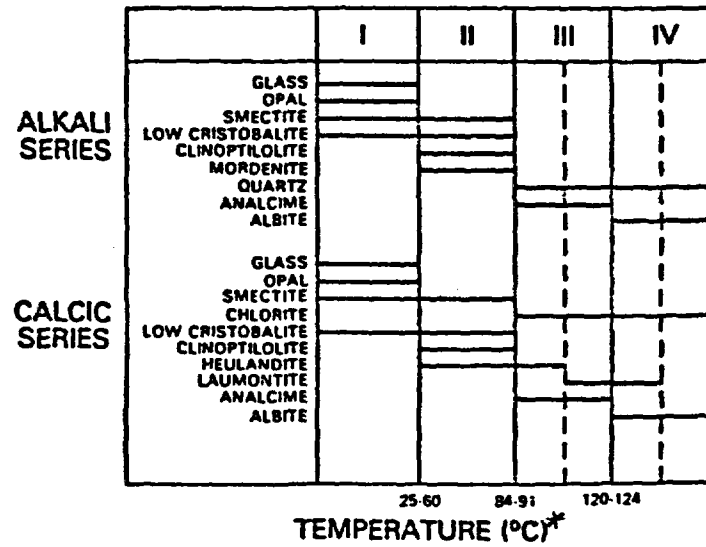 I II III IV
ALKALI
SERIES
GLASS
OPAL
SMECTITE
LOW CRISTOBALITE
CLINOPTILOLITE
MORDENITE
QUARTZ
ANALCIME
ALBITE
CALCIC
SERIES
GLASS
OPAL
SMECTITE
CHLORITE
LOW CRISTOBALITE
CLINOPTILOLITE
HEULANDITE
LAUMONTITE
ANALCIME
ALBITE
25-60 84-91 120-124
TEMPERATURE (°C)*